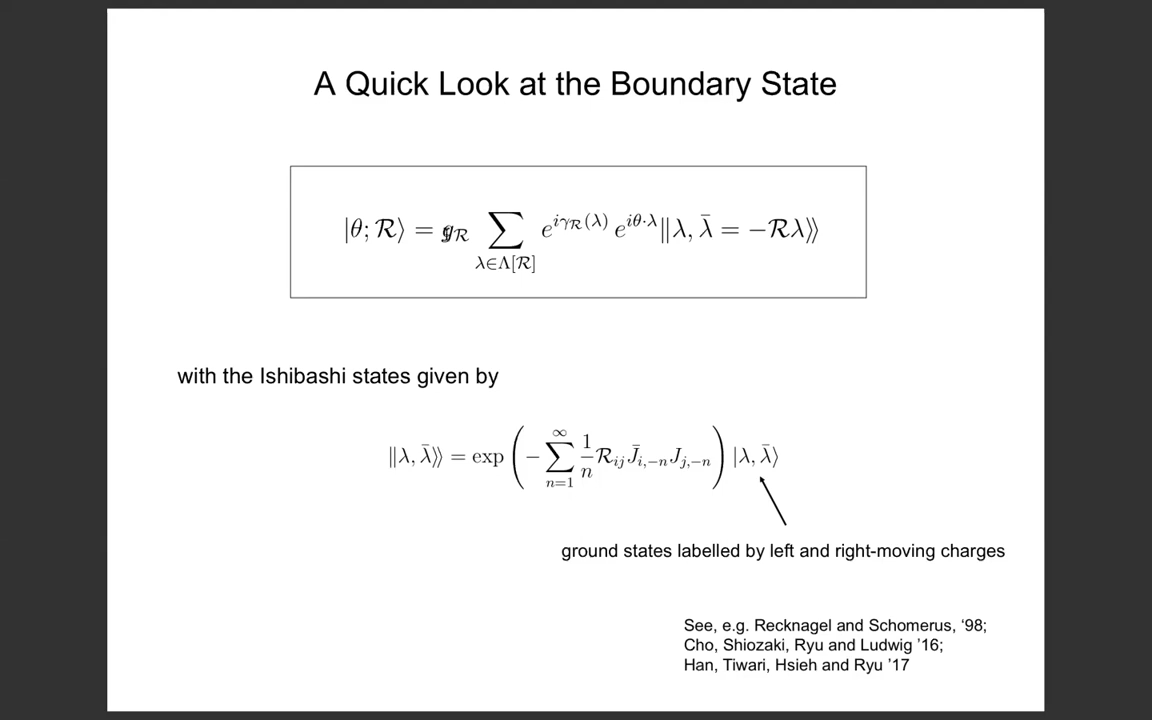 A Quick Look at the Boundary State
|θ; ℛ⟩ = g_ℛ ∑_{λ∈Λ[ℛ]} e^{iγ_ℛ(λ)} e^{iθ·λ} ‖λ, λ̄ = −ℛλ⟩⟩
with the Ishibashi states given by
‖λ, λ̄⟩⟩ = exp ( − ∑_{n=1}^{∞} 1/n ℛ_{ij} J̄_{i,−n} J_{j,−n} ) |λ, λ̄⟩
ground states labelled by left and right-moving charges
See, e.g. Recknagel and Schomerus, ‘98;
Cho, Shiozaki, Ryu and Ludwig ’16;
Han, Tiwari, Hsieh and Ryu ’17